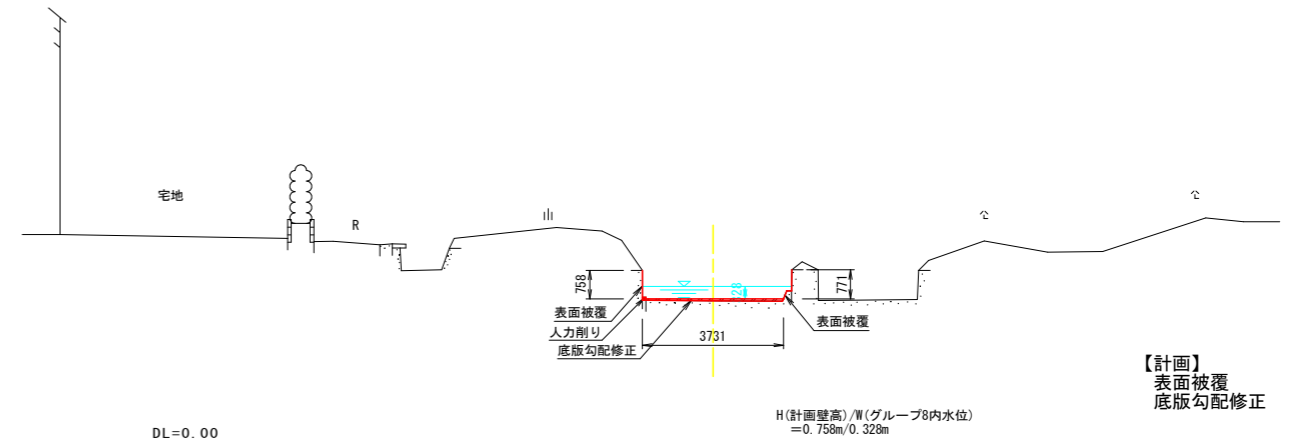 宅地
R
758
771
表面被覆
人力削り
底版勾配修正
3731
表面被覆
【計画】
表面被覆
底版勾配修正
H(計画壁高)/W(グループ8内水位)
=0.758m/0.328m
DL=0.00